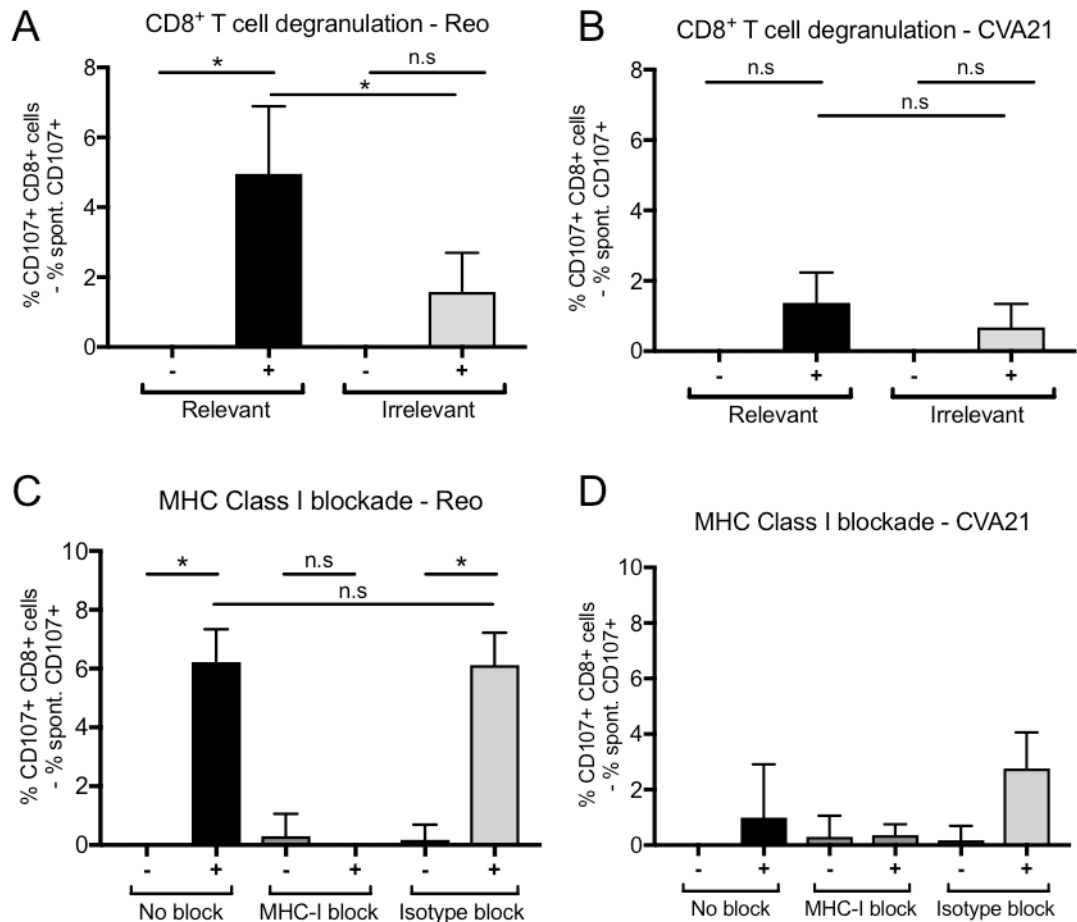 A
CD8⁺ T cell degranulation - Reo
% CD107+ CD8+ cells
- % spont. CD107+
8
6
4
2
0
*
n.s
*
- + - +
Relevant Irrelevant
B
CD8⁺ T cell degranulation - CVA21
% CD107+ CD8+ cells
- % spont. CD107+
8
6
4
2
0
n.s n.s
n.s
- + - +
Relevant Irrelevant
C
MHC Class I blockade - Reo
% CD107+ CD8+ cells
- % spont. CD107+
10
8
6
4
2
0
* n.s *
n.s
- + - + - +
No block MHC-I block Isotype block
D
MHC Class I blockade - CVA21
% CD107+ CD8+ cells
- % spont. CD107+
10
8
6
4
2
0
- + - + - +
No block MHC-I block Isotype block